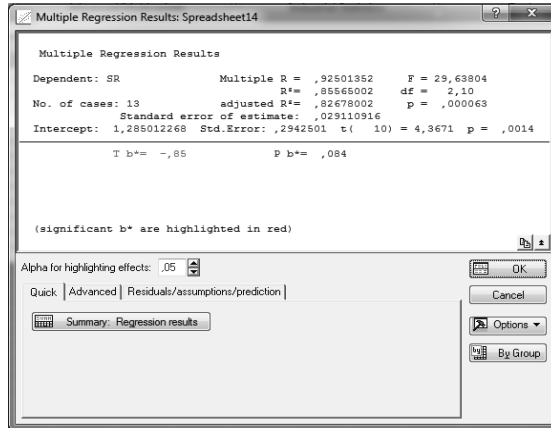 Multiple Regression Results: Spreadsheet14
Multiple Regression Results
Dependent: SR Multiple R = ,92501352 F = 29,63804
R²= ,85565002 df = 2,10
No. of cases: 13 adjusted R²= ,82678002 p = ,000063
Standard error of estimate: ,029110916
Intercept: 1,285012268 Std.Error: ,2942501 t( 10) = 4,3671 p = ,0014
T b*= -,85 P b*= ,084
(significant b* are highlighted in red)
Alpha for highlighting effects: ,05
OK
Quick Advanced Residuals/assumptions/prediction
Cancel
Summary: Regression results
Options
By Group